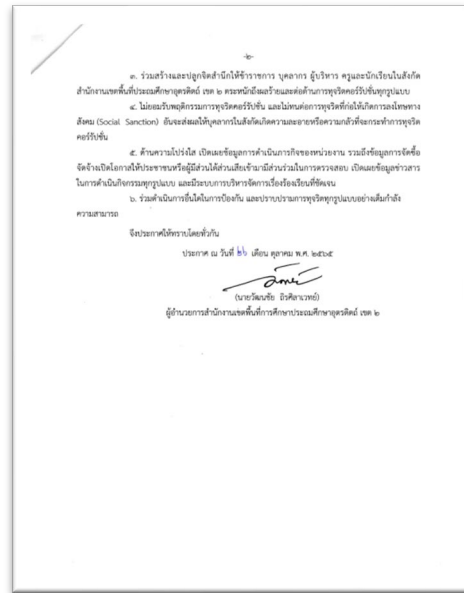 -๒-
๓. ร่วมสร้างและปลูกจิตสำนึกให้ข้าราชการ บุคลากร ผู้บริหาร ครูและนักเรียนในสังกัด
สำนักงานเขตพื้นที่ประถมศึกษาอุตรดิตถ์ เขต ๒ ตระหนักถึงผลร้ายและต่อต้านการทุจริตคอร์รัปชั่นทุกรูปแบบ
๔. ไม่ยอมรับพฤติกรรมการทุจริตคอร์รัปชั่น และไม่ทนต่อการทุจริตที่ก่อให้เกิดการลงโทษทาง
สังคม (Social Sanction) อันจะส่งผลให้บุคลากรในสังกัดเกิดความละอายหรือความกลัวที่จะกระทำการทุจริต
คอร์รัปชั่น
๕. ด้านความโปร่งใส เปิดเผยข้อมูลการดำเนินภารกิจของหน่วยงาน รวมถึงข้อมูลการจัดซื้อ
จัดจ้างเปิดโอกาสให้ประชาชนหรือผู้มีส่วนได้ส่วนเสียเข้ามามีส่วนร่วมในการตรวจสอบ เปิดเผยข้อมูลข่าวสาร
ในการดำเนินกิจกรรมทุกรูปแบบ และมีระบบการบริหารจัดการเรื่องร้องเรียนที่ชัดเจน
๖. ร่วมดำเนินการอื่นใดในการป้องกัน และปราบปรามการทุจริตทุกรูปแบบอย่างเต็มกำลัง
ความสามารถ
จึงประกาศให้ทราบโดยทั่วกัน
ประกาศ ณ วันที่ ๒๖ เดือน ตุลาคม พ.ศ. ๒๕๖๕
(นายวัฒนชัย ถิรศิลาเวทย์)
ผู้อำนวยการสำนักงานเขตพื้นที่การศึกษาประถมศึกษาอุตรดิตถ์ เขต ๒